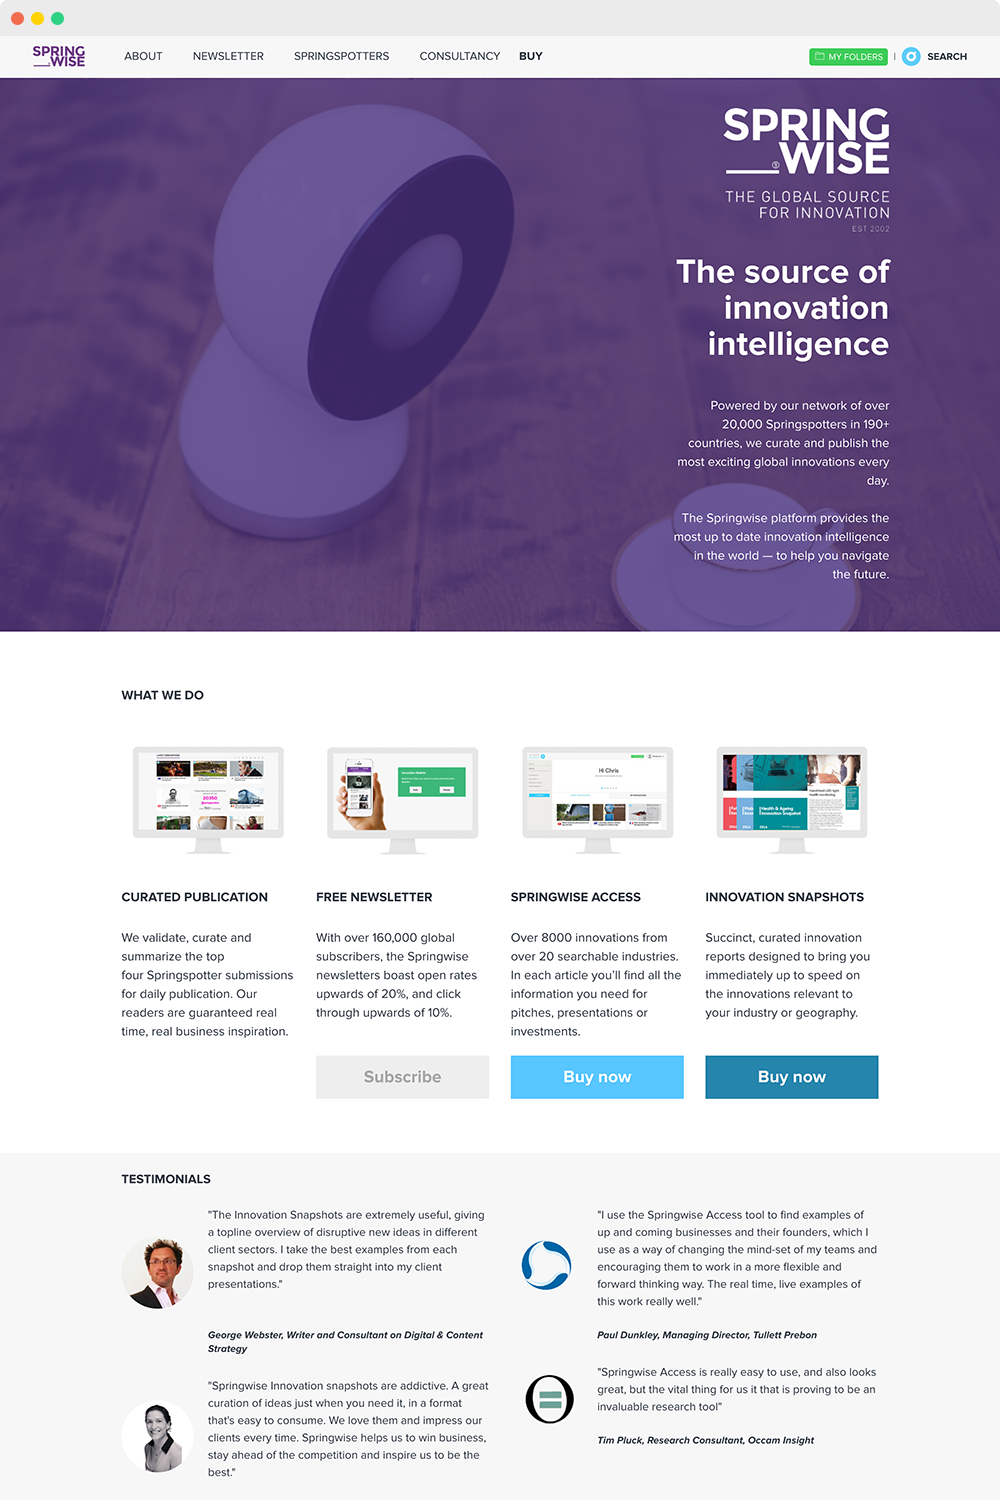 SPRING
WISE
ABOUT
NEWSLETTER
SPRINGSPOTTERS
CONSULTANCY
BUY
MY FOLDERS
SEARCH
SPRING
WISE
THE GLOBAL SOURCE
FOR INNOVATION
EST 2002
The source of
innovation
intelligence
Powered by our network of over
20,000 Springspotters in 190+
countries, we curate and publish the
most exciting global innovations every
day.
The Springwise platform provides the
most up to date innovation intelligence
in the world — to help you navigate
the future.
WHAT WE DO
Hi Chris
Health & Ageing
Innovation Snapshot
CURATED PUBLICATION
We validate, curate and
summarize the top
four Springspotter submissions
for daily publication. Our
readers are guaranteed real
time, real business inspiration.
FREE NEWSLETTER
With over 160,000 global
subscribers, the Springwise
newsletters boast open rates
upwards of 20%, and click
through upwards of 10%.
Subscribe
SPRINGWISE ACCESS
Over 8000 innovations from
over 20 searchable industries.
In each article you'll find all the
information you need for
pitches, presentations or
investments.
Buy now
INNOVATION SNAPSHOTS
Succinct, curated innovation
reports designed to bring you
immediately up to speed on
the innovations relevant to
your industry or geography.
Buy now
TESTIMONIALS
"The Innovation Snapshots are extremely useful, giving
a topline overview of disruptive new ideas in different
client sectors. I take the best examples from each
snapshot and drop them straight into my client
presentations."
George Webster, Writer and Consultant on Digital & Content
Strategy
"Springwise Innovation snapshots are addictive. A great
curation of ideas just when you need it, in a format
that's easy to consume. We love them and impress our
clients every time. Springwise helps us to win business,
stay ahead of the competition and inspire us to be the
best."
"I use the Springwise Access tool to find examples of
up and coming businesses and their founders, which I
use as a way of changing the mind-set of my teams and
encouraging them to work in a more flexible and
forward thinking way. The real time, live examples of
this work really well."
Paul Dunkley, Managing Director, Tullett Prebon
"Springwise Access is really easy to use, and also looks
great, but the vital thing for us it that is proving to be an
invaluable research tool"
Tim Pluck, Research Consultant, Occam Insight